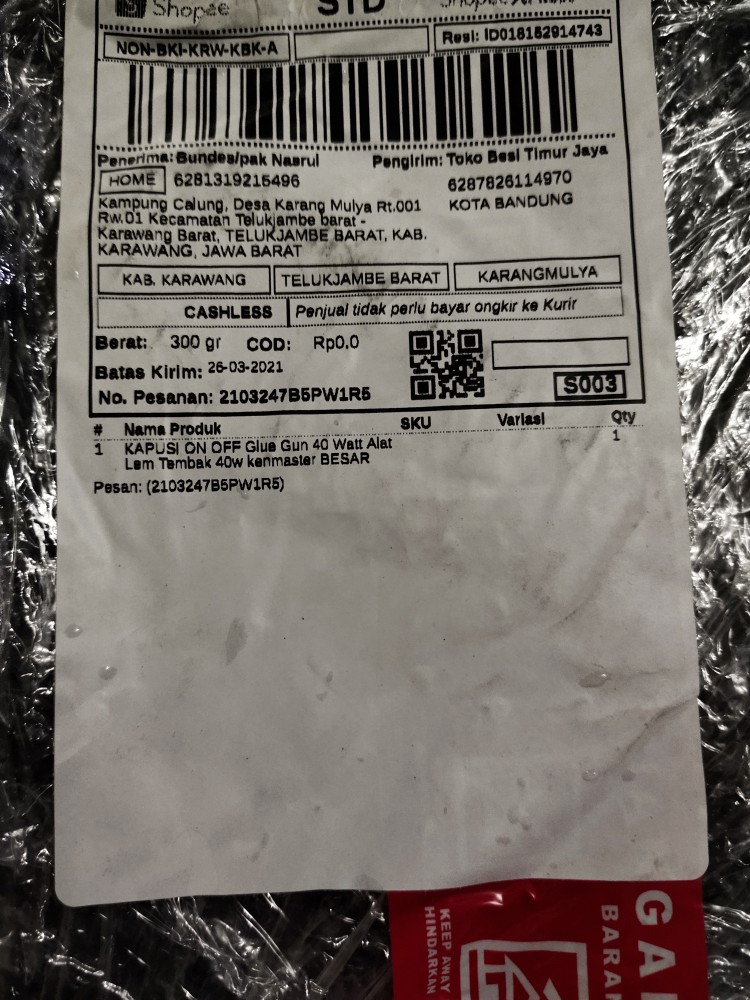 Shopee STD
NON-BKI-KRW-KBK-A Resi: ID018152914743
Penerima: Bundes/pak Nasrul Pengirim: Toko Besi Timur Jaya
HOME 6281319215496 6287826114970
Kampung Calung, Desa Karang Mulya Rt.001 KOTA BANDUNG
Rw.01 Kecamatan Telukjambe barat -
Karawang Barat, TELUKJAMBE BARAT, KAB.
KARAWANG, JAWA BARAT
KAB. KARAWANG TELUKJAMBE BARAT KARANGMULYA
CASHLESS Penjual tidak perlu bayar ongkir ke Kurir
Berat: 300 gr COD: Rp0.0
Batas Kirim: 26-03-2021
No. Pesanan: 2103247B5PW1R5 S003
# Nama Produk SKU Variasi Qty
1 KAPUSI ON OFF Glue Gun 40 Watt Alat 1
Lem Tembak 40w kenmaster BESAR
Pesan: (2103247B5PW1R5)
KEEP AWAY
HINDARKAN